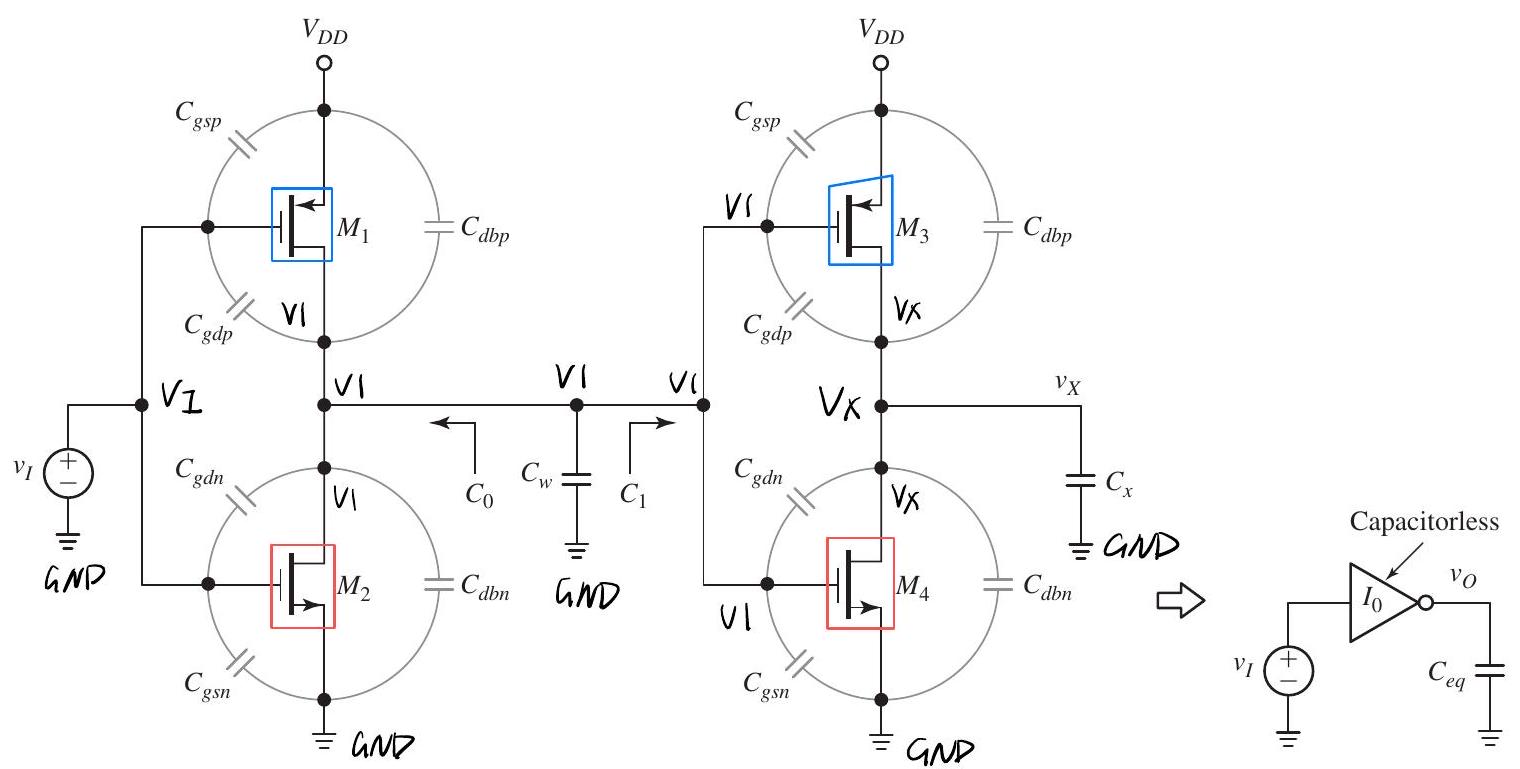 V_{DD}
V_{DD}
C_{gsp}
C_{gsp}
M_1
C_{dbp}
V1
M_3
C_{dbp}
C_{gdp}
V1
C_{gdp}
Vx
V_I
V1
V1
V1
V_X
v_X
v_I
C_{gdn}
V1
C_0
C_w
C_1
C_{gdn}
Vx
C_x
GND
Capacitorless
GND
M_2
C_{dbn}
GND
V1
M_4
C_{dbn}
I_0
v_O
C_{gsn}
C_{gsn}
v_I
C_{eq}
GND
GND